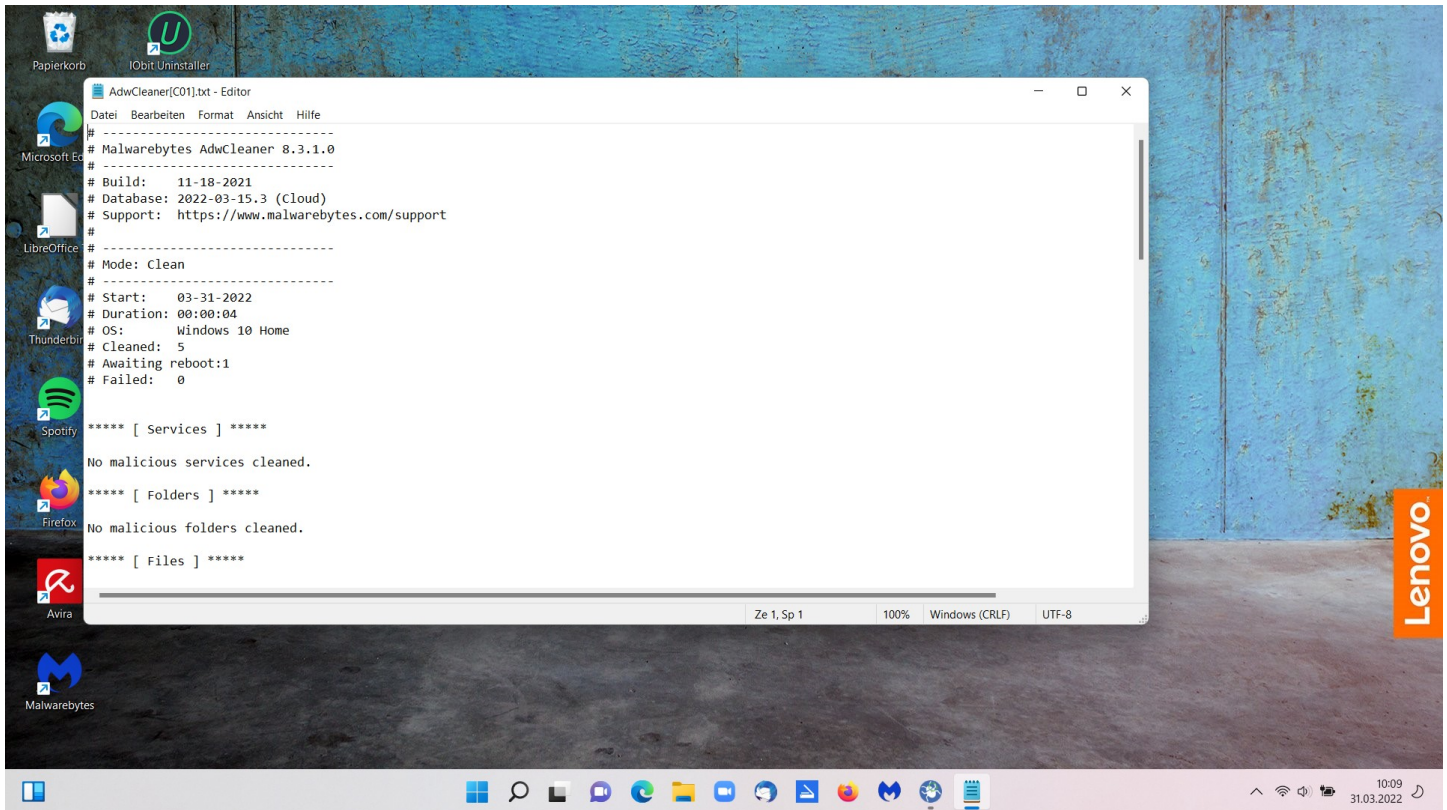 Papierkorb
IObit Uninstaller
Microsoft Ed
LibreOffice
Thunderbir
Spotify
Firefox
Avira
Malwarebytes
AdwCleaner[C01].txt - Editor
Datei Bearbeiten Format Ansicht Hilfe
# -------------------------------
# Malwarebytes AdwCleaner 8.3.1.0
# -------------------------------
# Build:    11-18-2021
# Database: 2022-03-15.3 (Cloud)
# Support:  https://www.malwarebytes.com/support
#
# -------------------------------
# Mode: Clean
# -------------------------------
# Start:    03-31-2022
# Duration: 00:00:04
# OS:       Windows 10 Home
# Cleaned:  5
# Awaiting reboot:1
# Failed:   0
***** [ Services ] *****
No malicious services cleaned.
***** [ Folders ] *****
No malicious folders cleaned.
***** [ Files ] *****
Ze 1, Sp 1
100%
Windows (CRLF)
UTF-8
Lenovo
10:09
31.03.2022